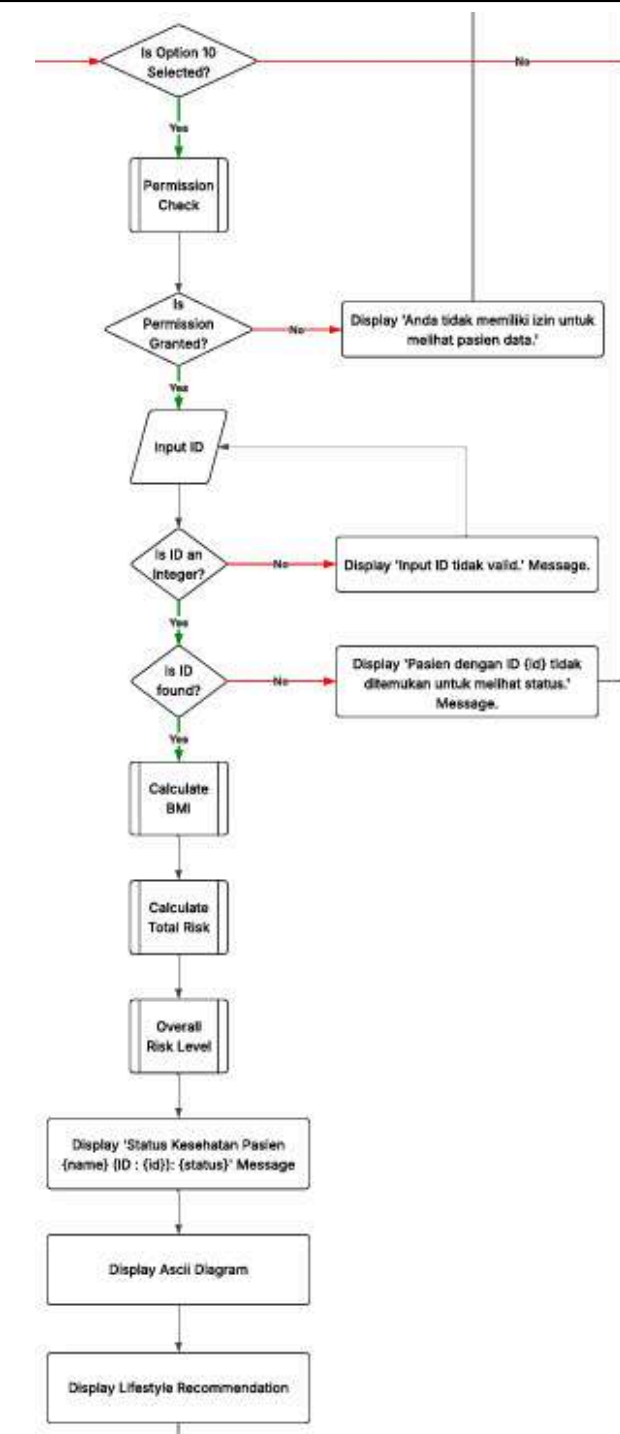 Is Option 10
Selected?
No
Yes
Permission
Check
Is
Permission
Granted?
No
Display 'Anda tidak memiliki izin untuk
melihat pasien data.'
Yes
Input ID
Is ID an
Integer?
No
Display 'Input ID tidak valid.' Message.
Yes
Is ID
found?
No
Display 'Pasien dengan ID {id} tidak
ditemukan untuk melihat status.'
Message.
Yes
Calculate
BMI
Calculate
Total Risk
Overall
Risk Level
Display 'Status Kesehatan Pasien
{name} [ID : {id}]: {status}' Message
Display Ascii Diagram
Display Lifestyle Recommendation